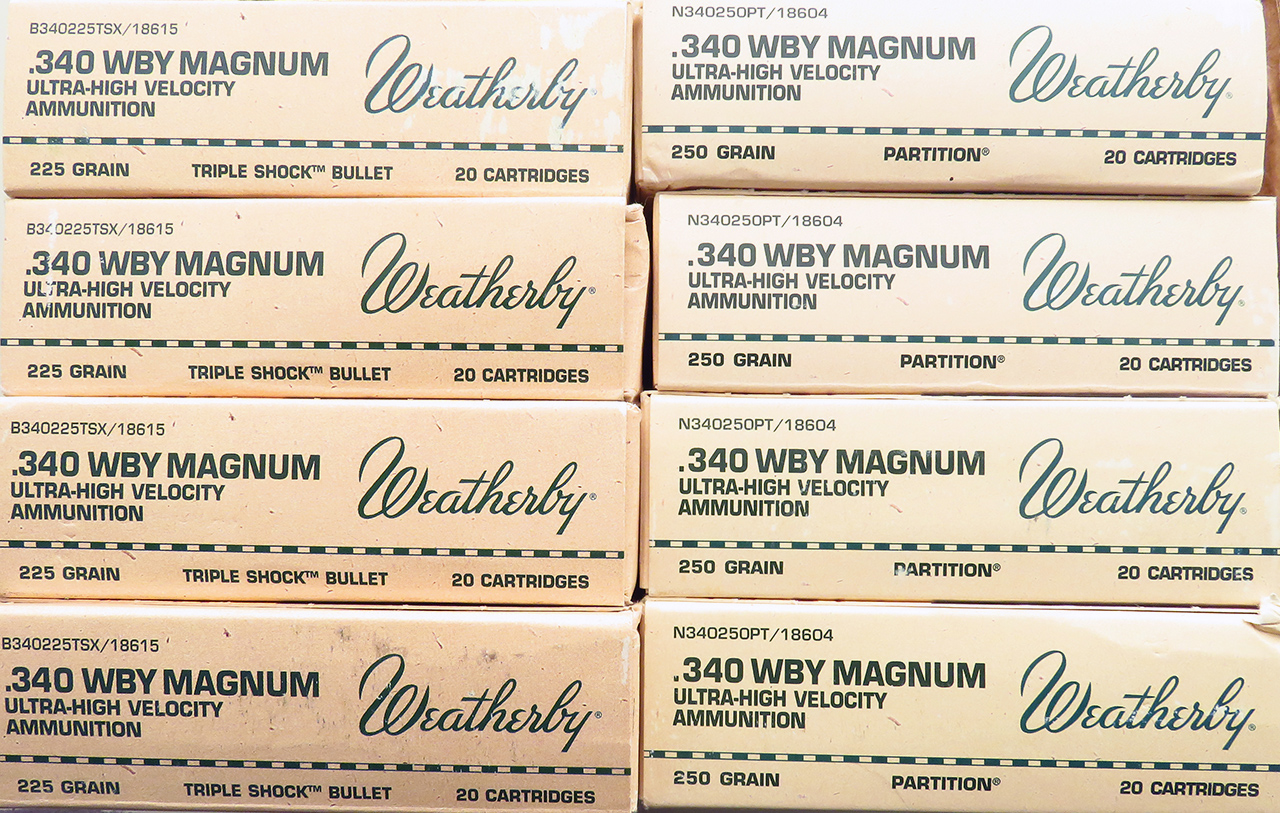 B340225TSX/18615
.340 WBY MAGNUM
ULTRA-HIGH VELOCITY
AMMUNITION
Weatherby®
225 GRAIN TRIPLE SHOCK™ BULLET 20 CARTRIDGES
N340250PT/18604
.340 WBY MAGNUM
ULTRA-HIGH VELOCITY
AMMUNITION
Weatherby®
250 GRAIN PARTITION® 20 CARTRIDGES
B340225TSX/18615
.340 WBY MAGNUM
ULTRA-HIGH VELOCITY
AMMUNITION
Weatherby®
225 GRAIN TRIPLE SHOCK™ BULLET 20 CARTRIDGES
N340250PT/18604
.340 WBY MAGNUM
ULTRA-HIGH VELOCITY
AMMUNITION
Weatherby®
250 GRAIN PARTITION® 20 CARTRIDGES
B340225TSX/18615
.340 WBY MAGNUM
ULTRA-HIGH VELOCITY
AMMUNITION
Weatherby®
225 GRAIN TRIPLE SHOCK™ BULLET 20 CARTRIDGES
N340250PT/18604
.340 WBY MAGNUM
ULTRA-HIGH VELOCITY
AMMUNITION
Weatherby®
250 GRAIN PARTITION® 20 CARTRIDGES
B340225TSX/18615
.340 WBY MAGNUM
ULTRA-HIGH VELOCITY
AMMUNITION
Weatherby®
225 GRAIN TRIPLE SHOCK™ BULLET 20 CARTRIDGES
N340250PT/18604
.340 WBY MAGNUM
ULTRA-HIGH VELOCITY
AMMUNITION
Weatherby®
250 GRAIN PARTITION® 20 CARTRIDGES